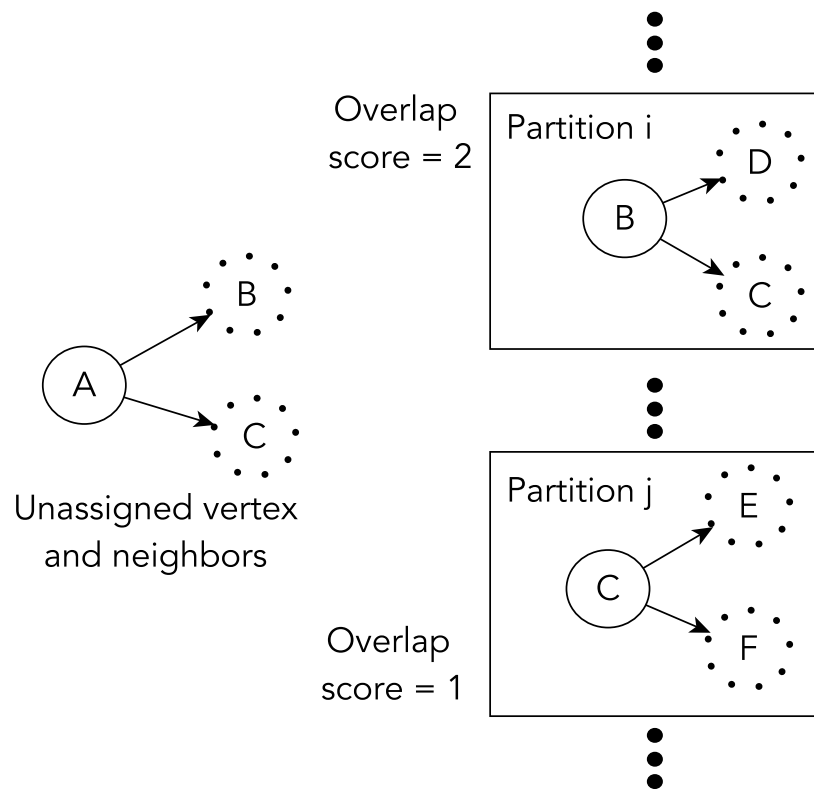 Overlap
score = 2
Partition i
D
B
C
B
A
C
Unassigned vertex
and neighbors
Partition j
E
C
F
Overlap
score = 1